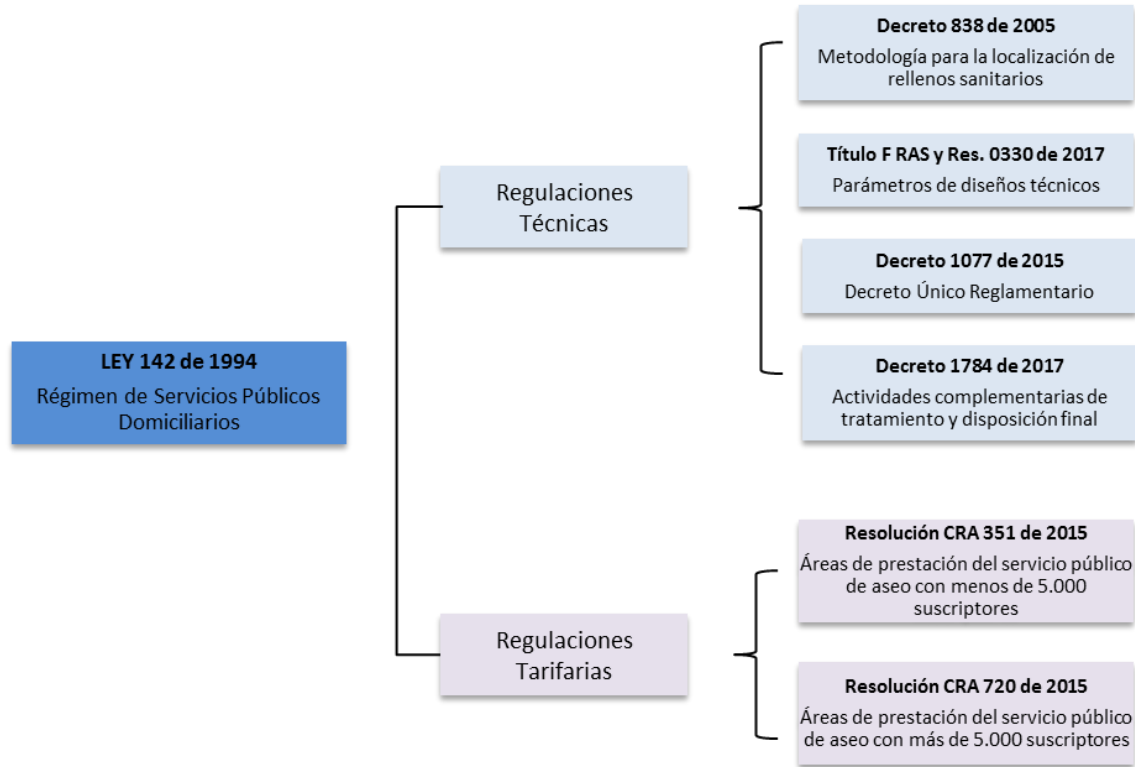 LEY 142 de 1994
Régimen de Servicios Públicos
Domiciliarios
Regulaciones
Técnicas
Decreto 838 de 2005
Metodología para la localización de
rellenos sanitarios
Título F RAS y Res. 0330 de 2017
Parámetros de diseños técnicos
Decreto 1077 de 2015
Decreto Único Reglamentario
Decreto 1784 de 2017
Actividades complementarias de
tratamiento y disposición final
Regulaciones
Tarifarias
Resolución CRA 351 de 2015
Áreas de prestación del servicio público
de aseo con menos de 5.000
suscriptores
Resolución CRA 720 de 2015
Áreas de prestación del servicio público
de aseo con más de 5.000 suscriptores